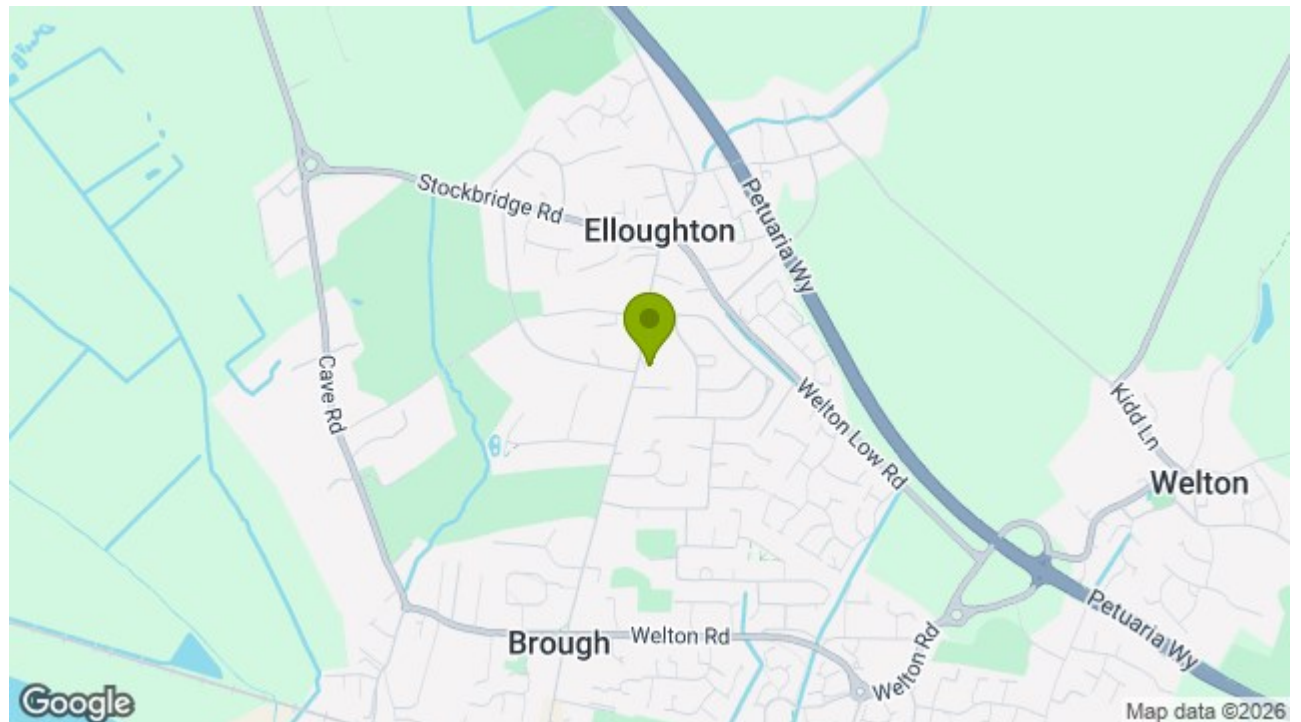 Stockbridge Rd
Elloughton
Petuaria Wy
Cave Rd
Welton Low Rd
Kidd Ln
Welton
Brough
Welton Rd
Welton Rd
Petuaria Wy
Google
Map data ©2026